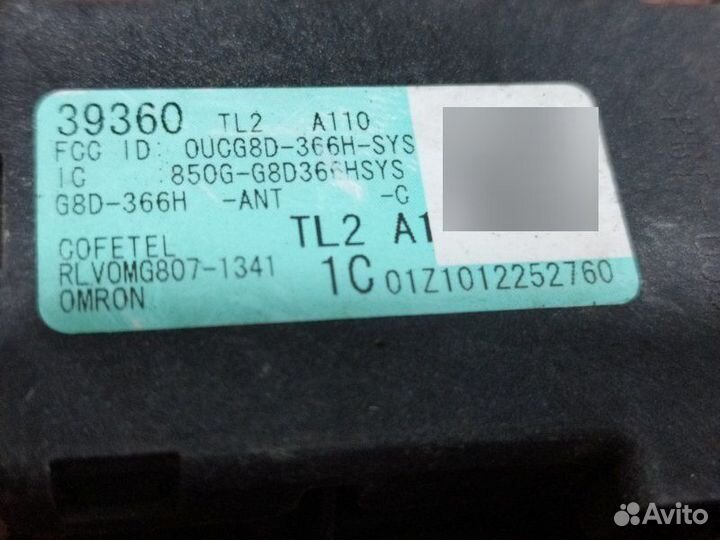 39360 TL2 A110
FCC ID: OUCG8D-366H-SYS
IC : 850G-G8D366HSYS
G8D-366H -ANT -C
TL2 A1
COFETEL
RLVOMG807-1341
1C 01Z1012252760
OMRON
Avito